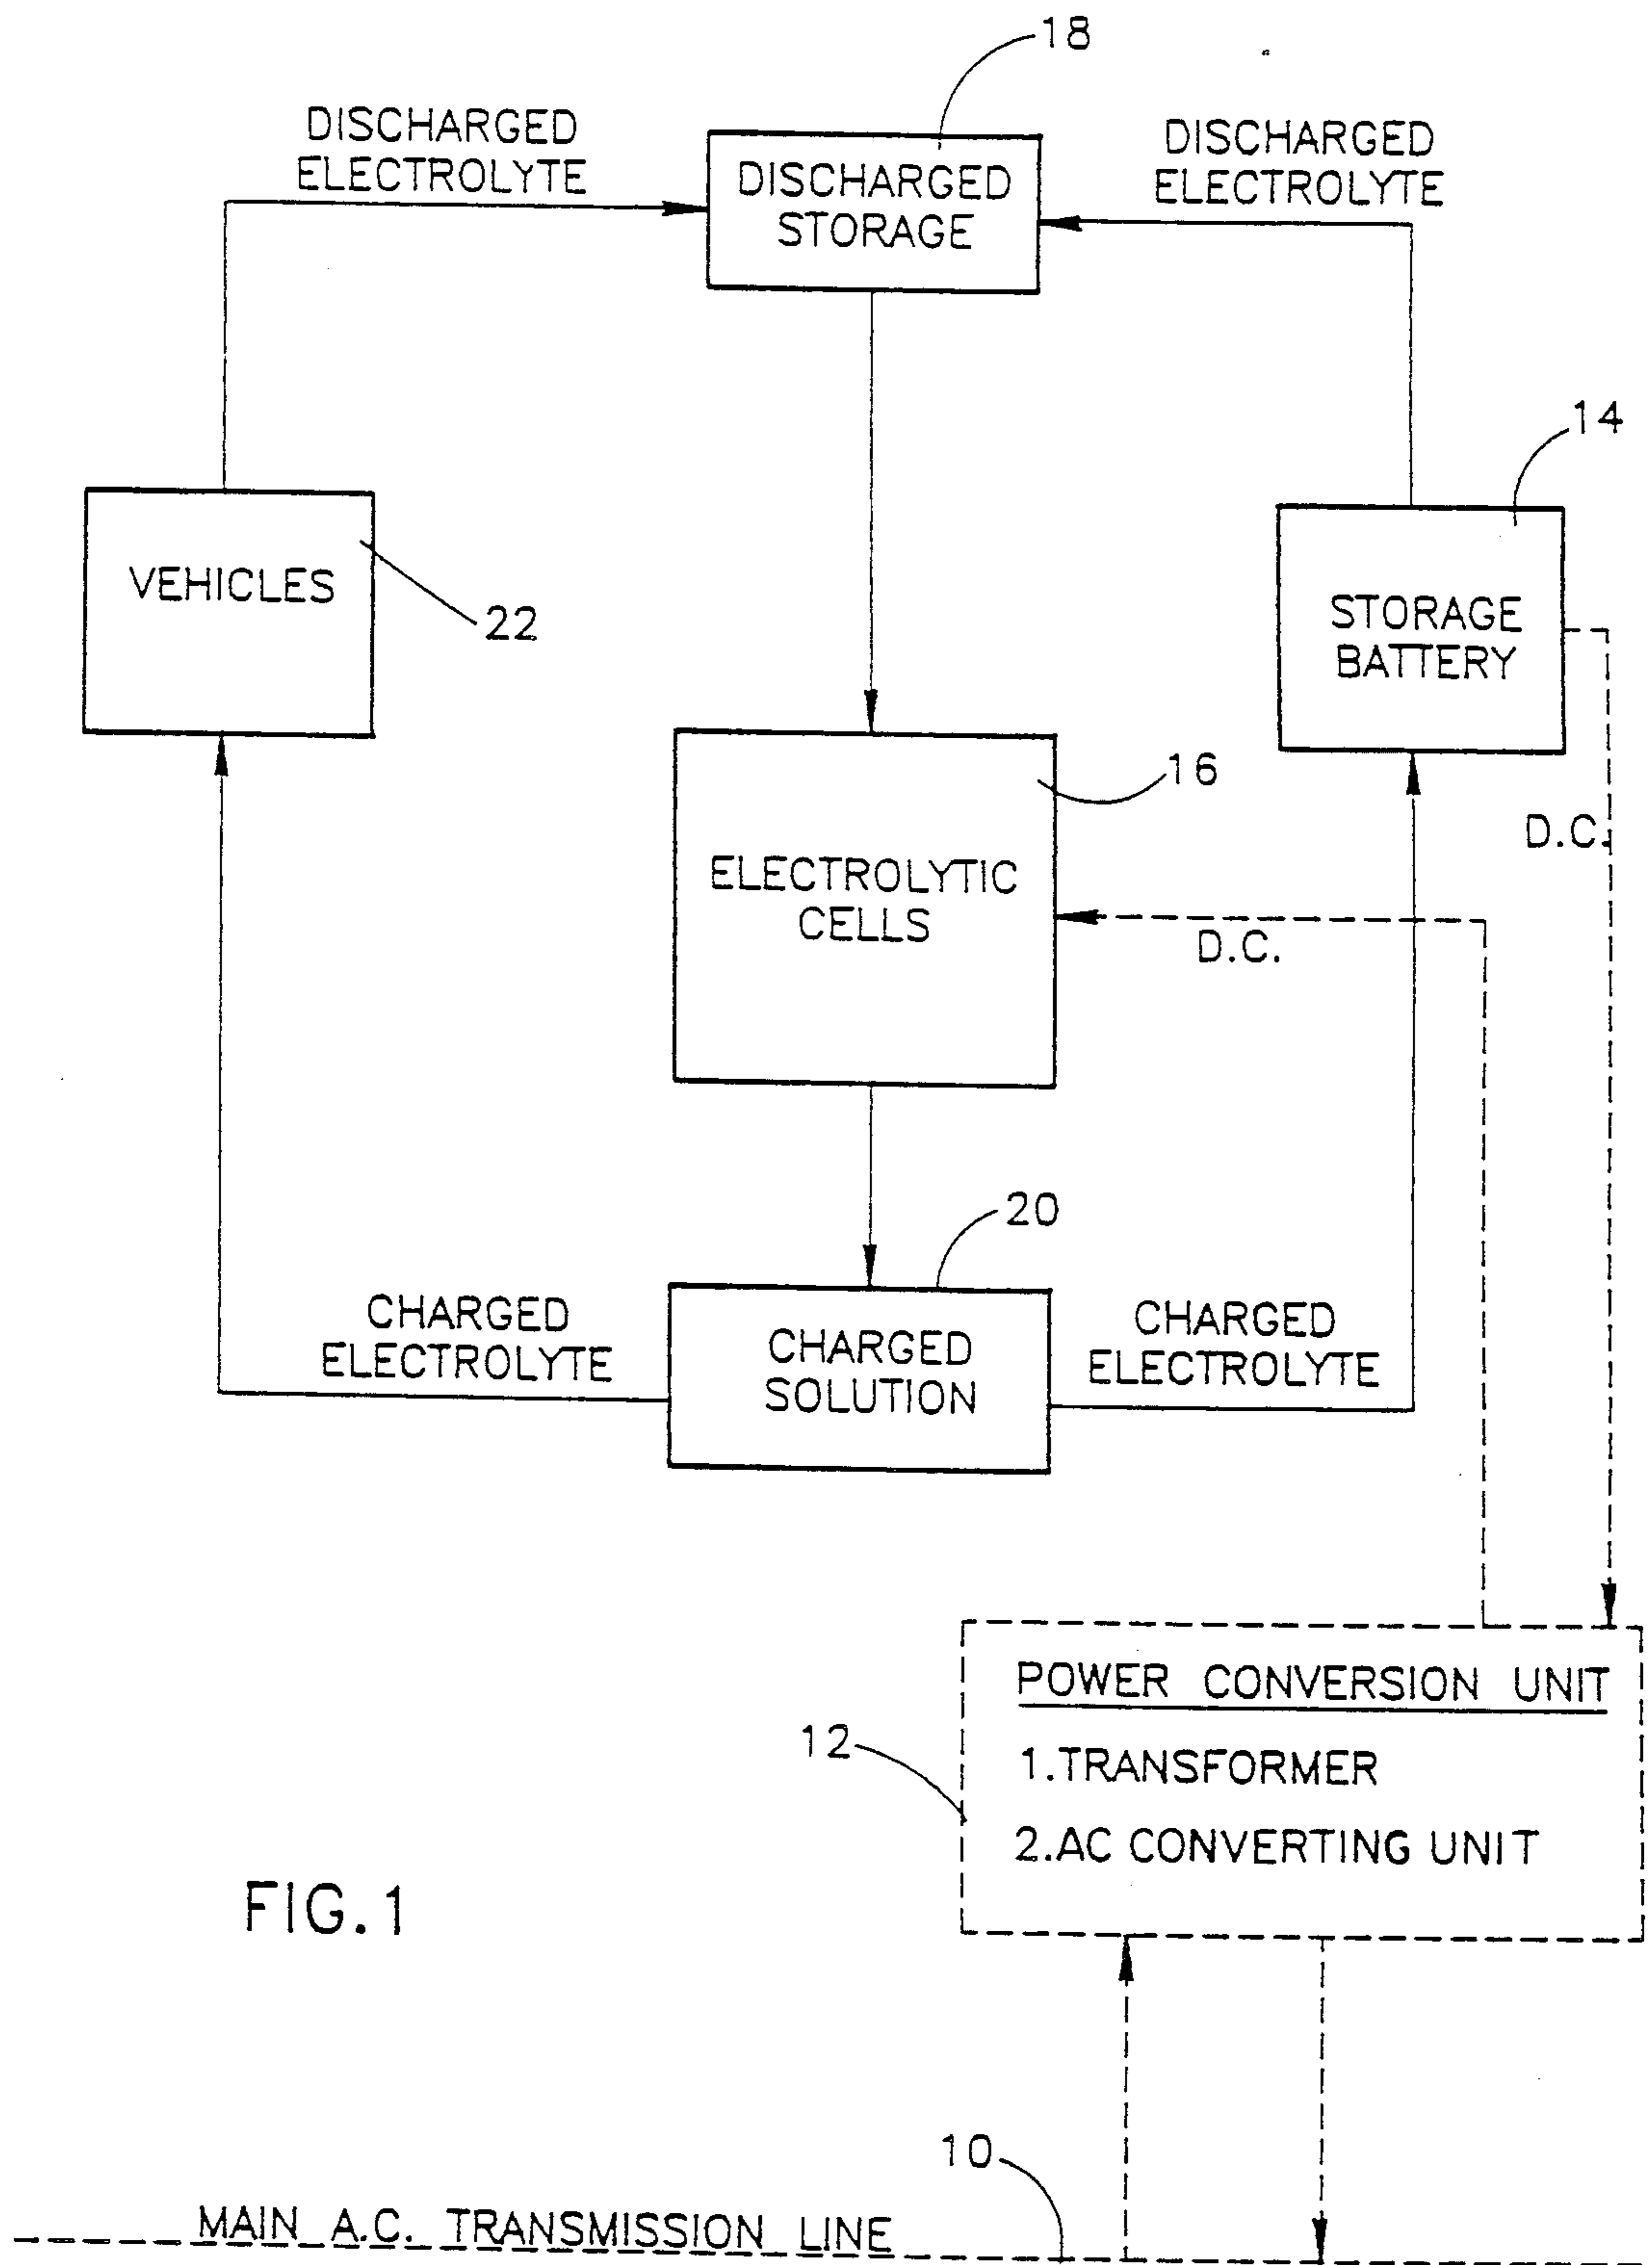 18
DISCHARGED
ELECTROLYTE
DISCHARGED
STORAGE
DISCHARGED
ELECTROLYTE
14
VEHICLES
22
STORAGE
BATTERY
16
D.C.
ELECTROLYTIC
CELLS
D.C.
20
CHARGED
ELECTROLYTE
CHARGED
SOLUTION
CHARGED
ELECTROLYTE
POWER CONVERSION UNIT
12
1.TRANSFORMER
2.AC CONVERTING UNIT
FIG.1
10
MAIN A.C. TRANSMISSION LINE